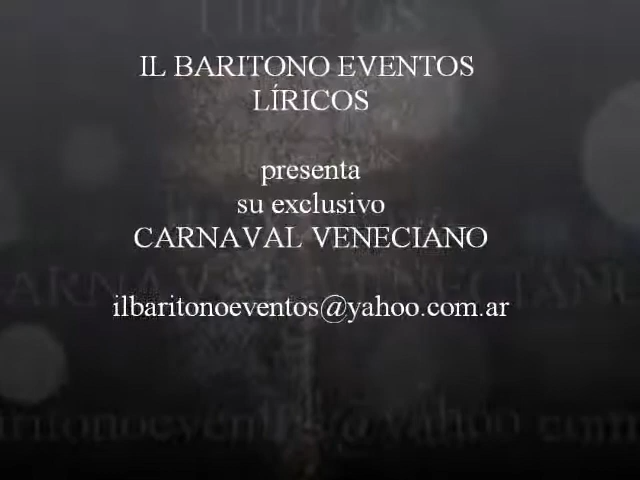 IL BARITONO EVENTOS
LÍRICOS
presenta
su exclusivo
CARNAVAL VENECIANO
ilbaritonoeventos@yahoo.com.ar